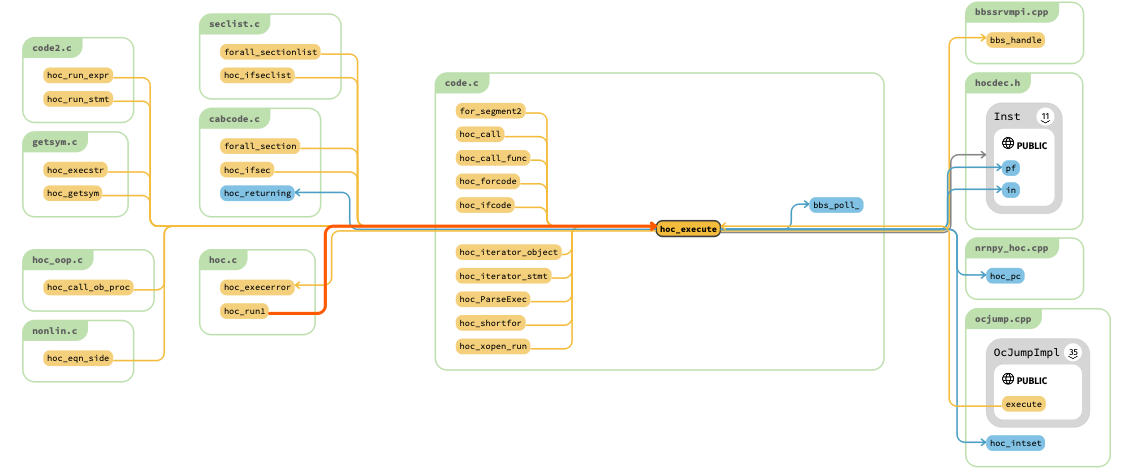 code2.c
hoc_run_expr
hoc_run_stmt
getsym.c
hoc_execstr
hoc_getsym
hoc_oop.c
hoc_call_ob_proc
nonlin.c
hoc_eqn_side
seclist.c
forall_sectionlist
hoc_ifseclist
cabcode.c
forall_section
hoc_ifsec
hoc_returning
hoc.c
hoc_execerror
hoc_run1
code.c
for_segment2
hoc_call
hoc_call_func
hoc_forcode
hoc_ifcode
hoc_iterator_object
hoc_iterator_stmt
hoc_ParseExec
hoc_shortfor
hoc_xopen_run
hoc_execute
bbs_poll_
bbssrvmpi.cpp
bbs_handle
hocdec.h
Inst 11
PUBLIC
pf
in
nrnpy_hoc.cpp
hoc_pc
ocjump.cpp
OcJumpImpl 35
PUBLIC
execute
hoc_intset